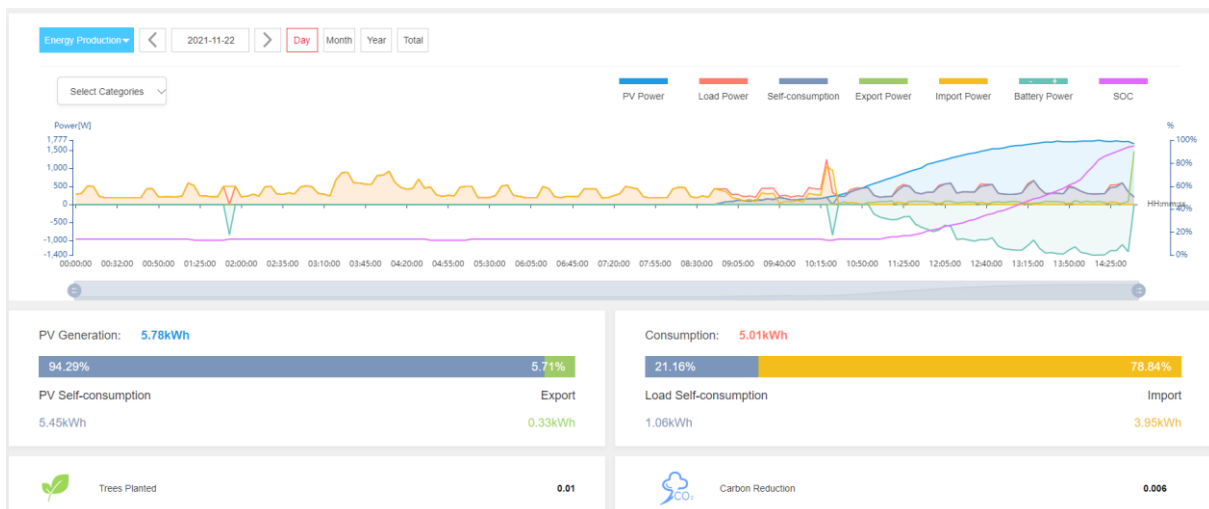 Energy Production
2021-11-22
Day
Month
Year
Total
Select Categories
PV Power
Load Power
Self-consumption
Export Power
Import Power
- +
Battery Power
SOC
Power[W]
%
1,777
1,500
1,000
500
0
-500
-1,000
-1,400
100%
80%
60%
40%
20%
0%
HH:mm:ss
00:00:00 00:32:00 00:50:00 01:25:00 02:00:00 02:35:00 03:10:00 03:45:00 04:20:00 04:55:00 05:30:00 06:05:00 06:45:00 07:20:00 07:55:00 08:30:00 09:05:00 09:40:00 10:15:00 10:50:00 11:25:00 12:05:00 12:40:00 13:15:00 13:50:00 14:25:00
PV Generation: 5.78kWh
94.29% 5.71%
PV Self-consumption Export
5.45kWh 0.33kWh
Consumption: 5.01kWh
21.16% 78.84%
Load Self-consumption Import
1.06kWh 3.95kWh
Trees Planted 0.01
CO₂
Carbon Reduction 0.006